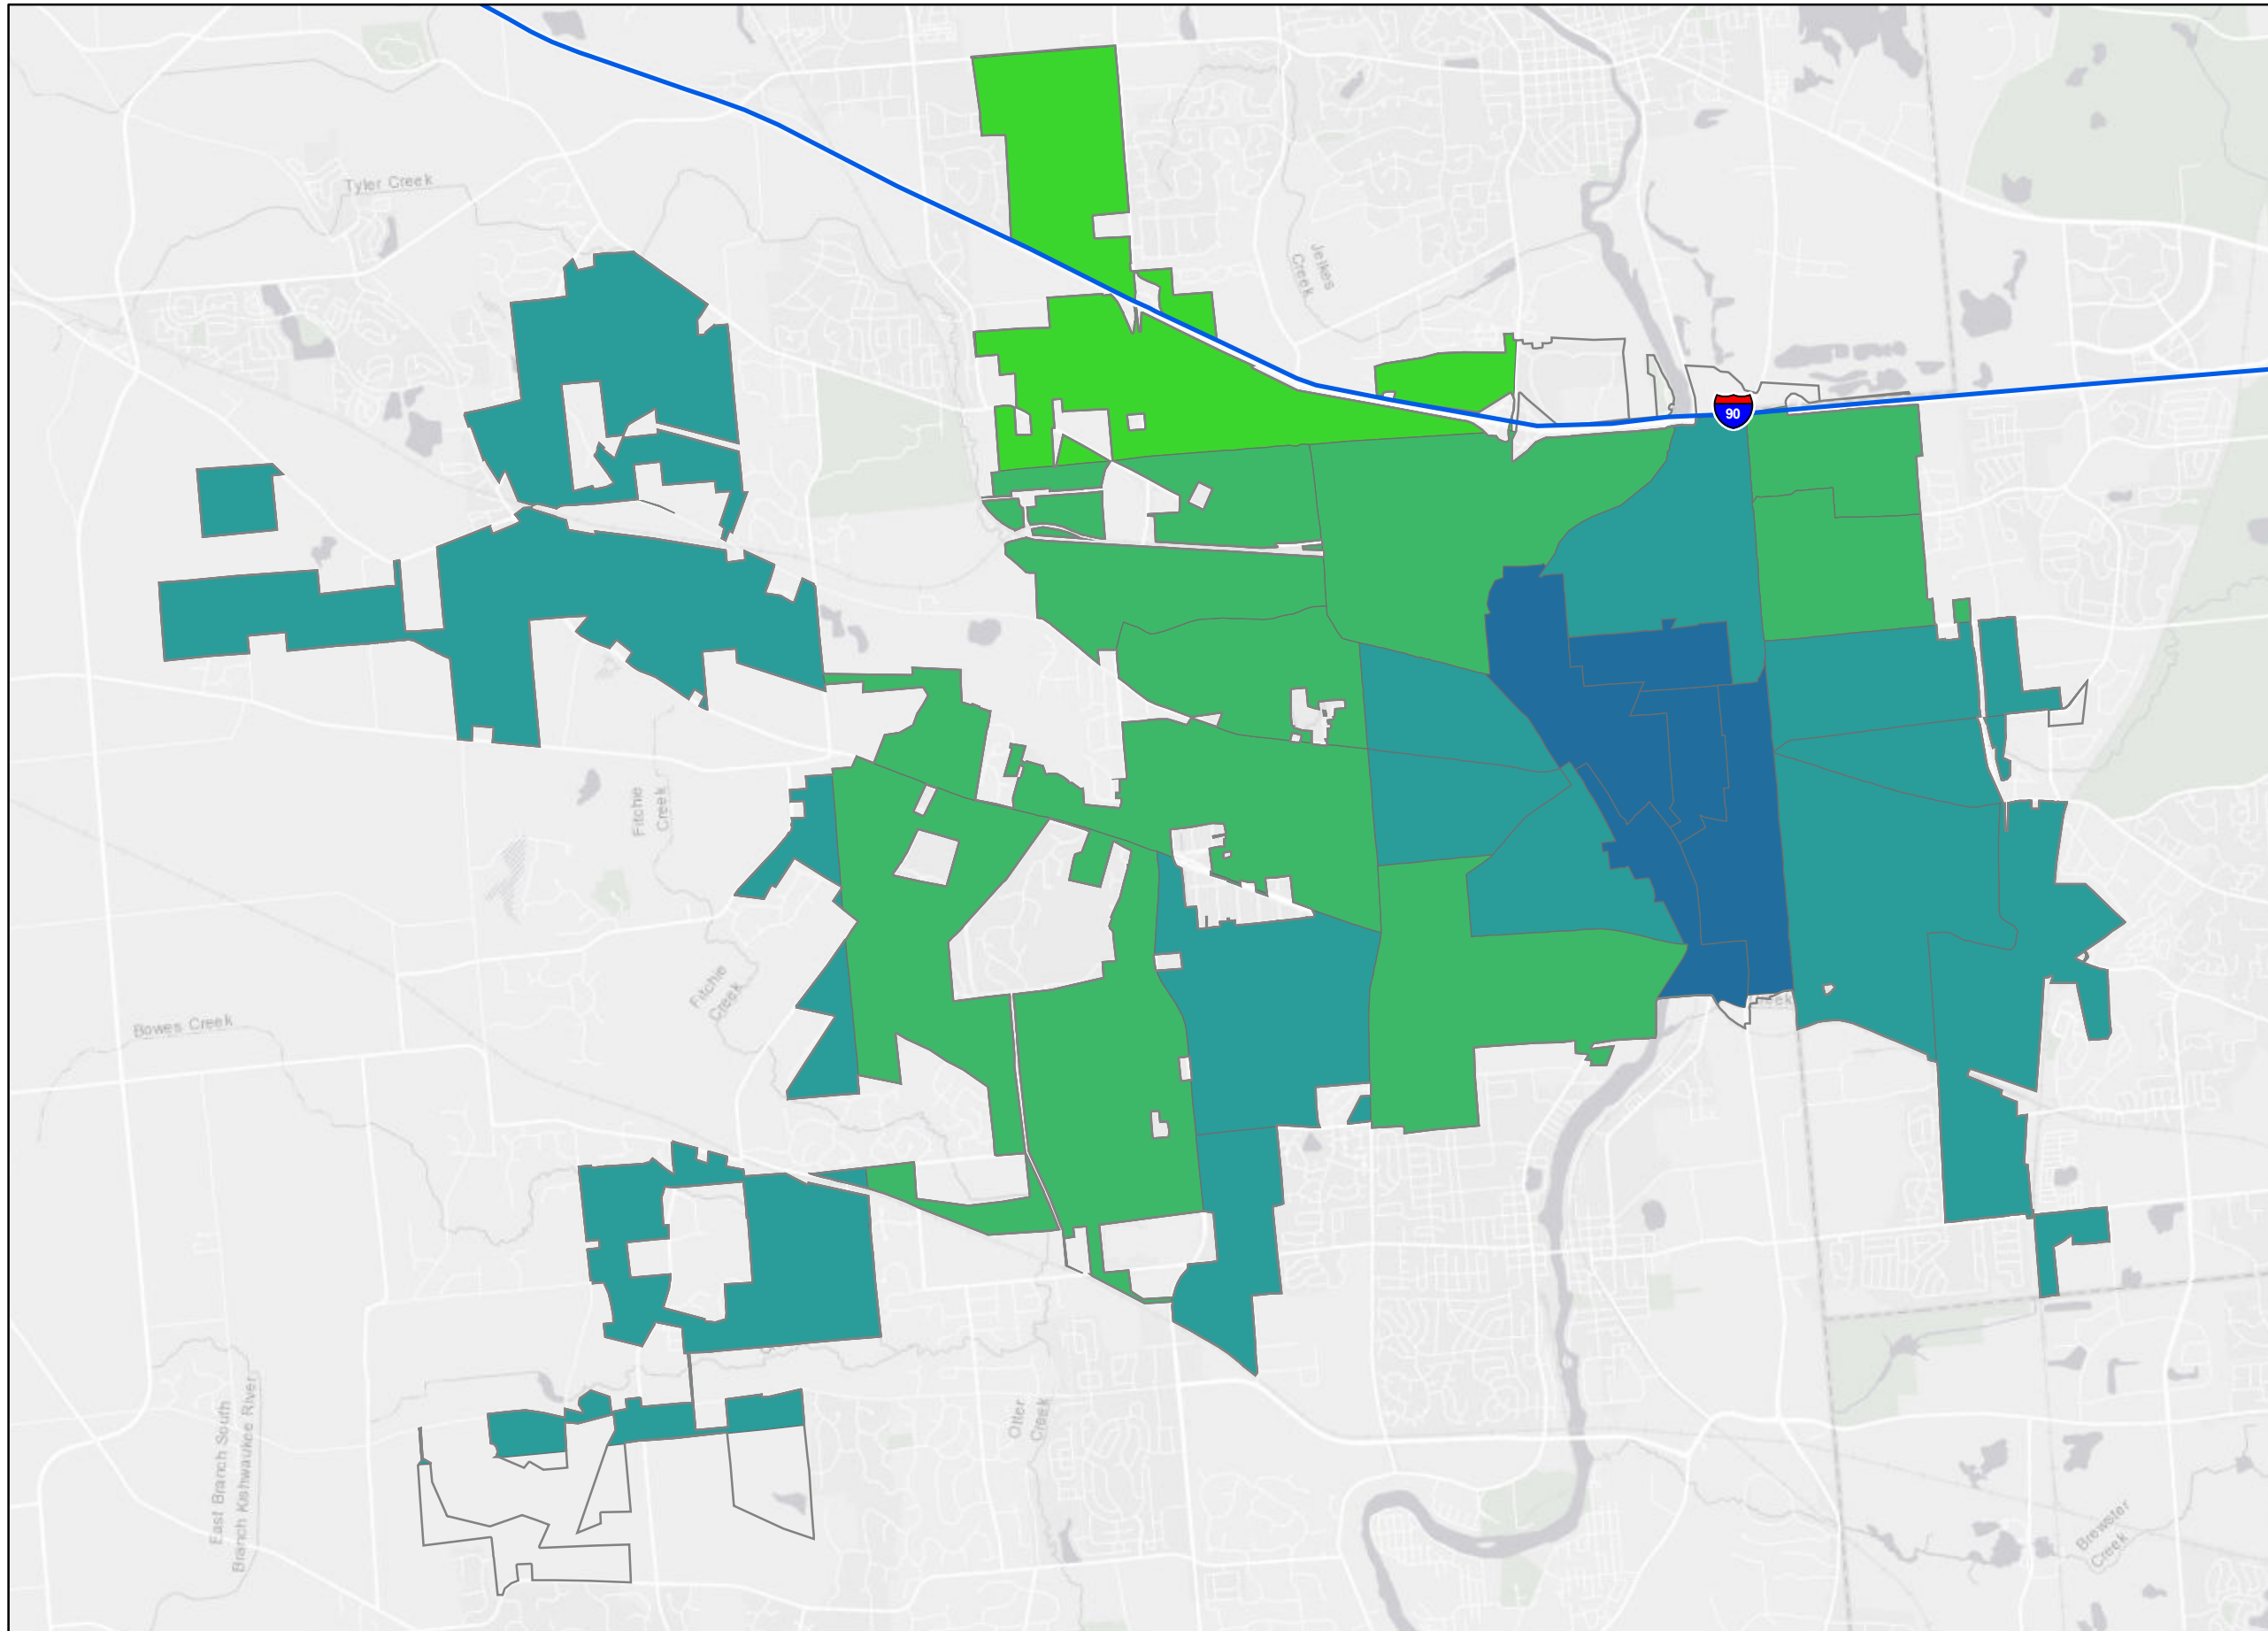 Tyler Creek
Jelkes
Creek
90
Fitchie
Creek
Fitchie
Creek
Bowes Creek
eek
East Branch South
Branch Kishwaukee River
Otter
Creek
Brewster
Creek